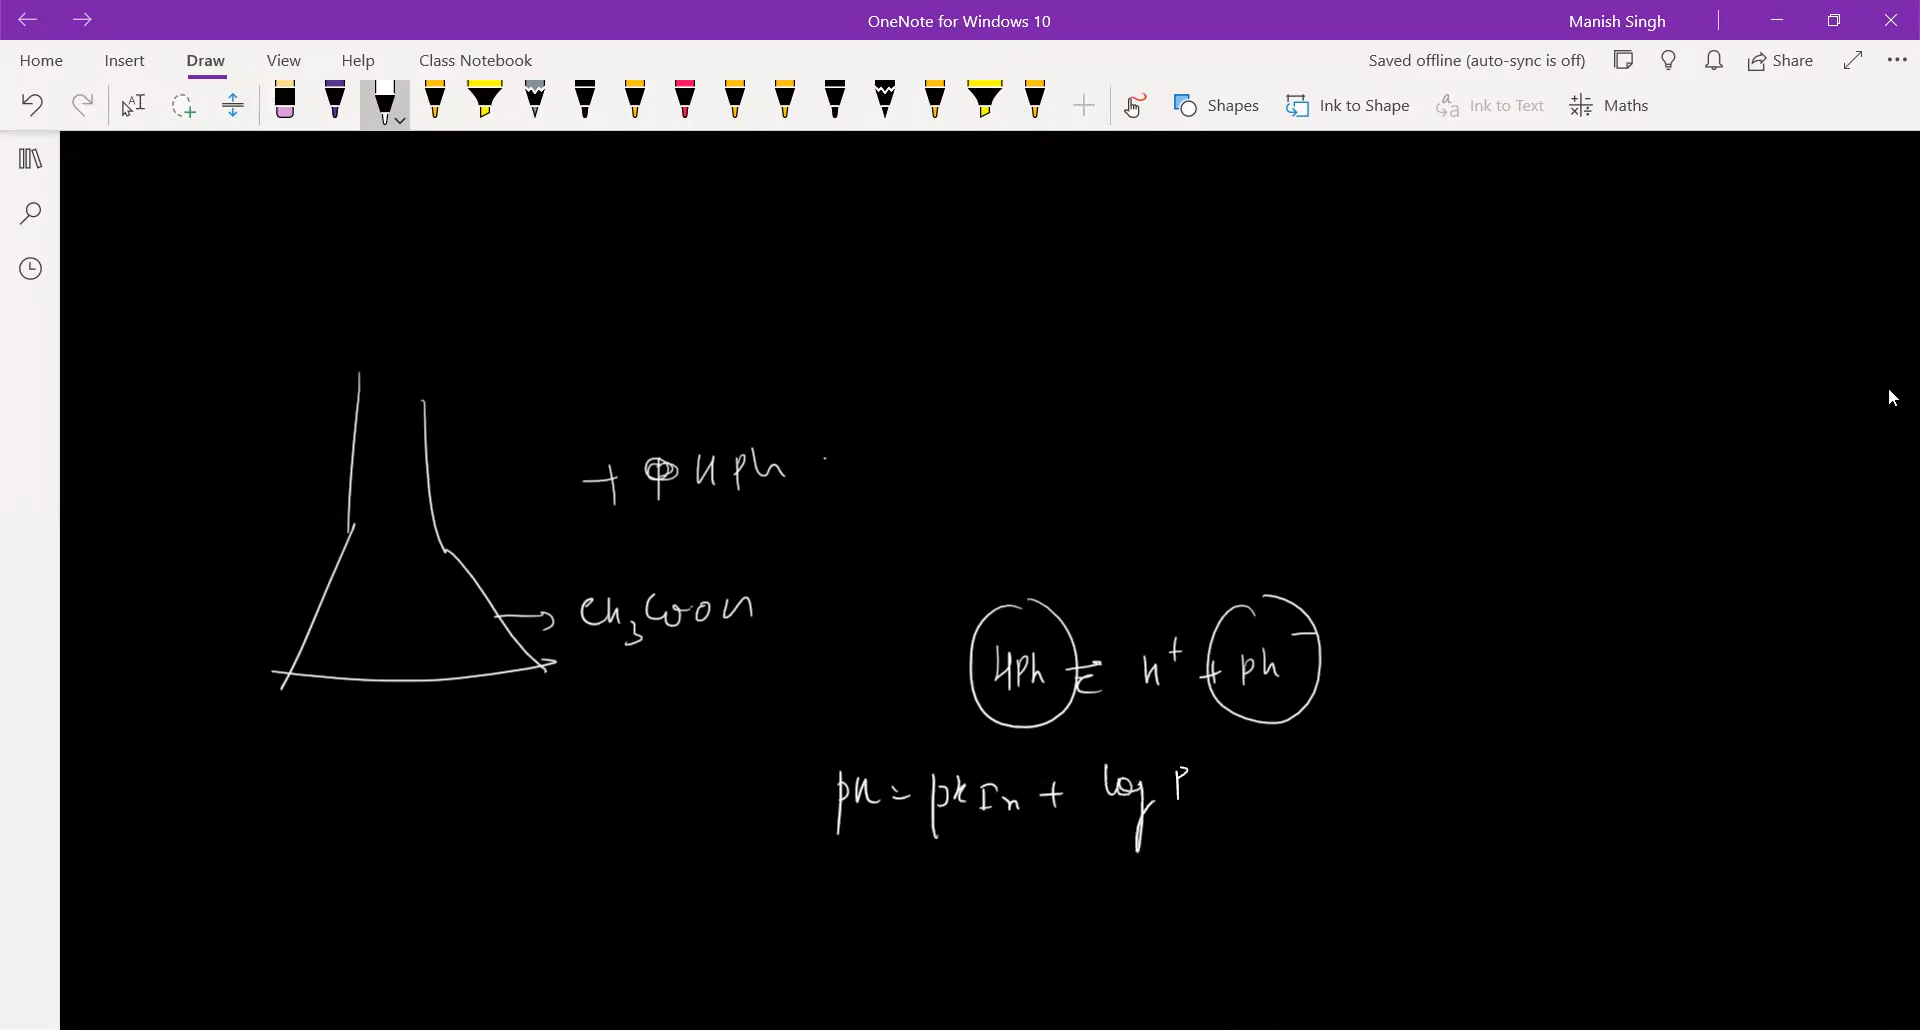 OneNote for Windows 10
Manish Singh
Home Insert Draw View Help Class Notebook
Saved offline (auto-sync is off) Share
Shapes Ink to Shape Ink to Text Maths
+ HPh
CH3COOH
HPh ⇌ H+ + Ph-
pH = pKIn + log P